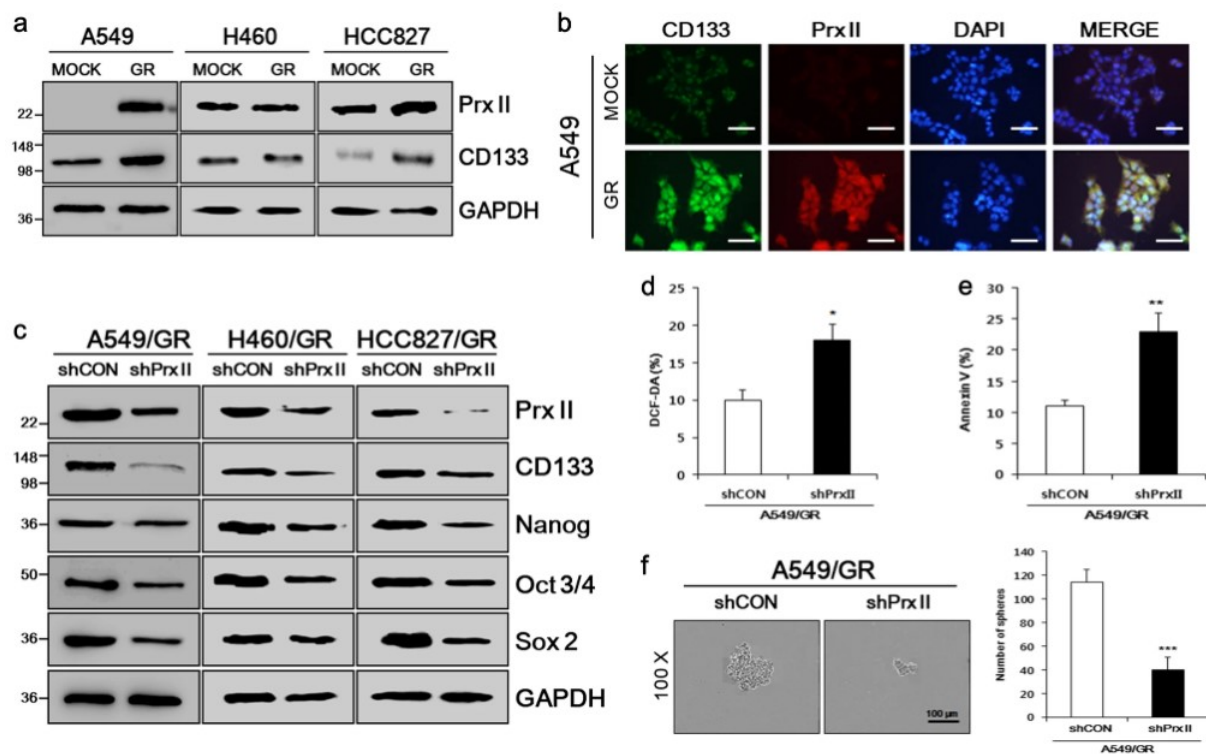 a
A549 H460 HCC827
MOCK GR MOCK GR MOCK GR
22 Prx II
148
98 CD133
36 GAPDH
b
CD133 Prx II DAPI MERGE
A549
MOCK
GR
c
A549/GR H460/GR HCC827/GR
shCON shPrx II shCON shPrx II shCON shPrx II
22 Prx II
148
98 CD133
36 Nanog
50 Oct 3/4
36 Sox 2
36 GAPDH
d
DCF-DA (%)
25
20
15
10
5
0
*
shCON shPrxII
A549/GR
e
Annexin V (%)
30
25
20
15
10
5
0
**
shCON shPrxII
A549/GR
f
A549/GR
shCON shPrx II
100 X
100 µm
Number of spheres
140
120
100
80
60
40
20
0
***
shCON shPrxII
A549/GR